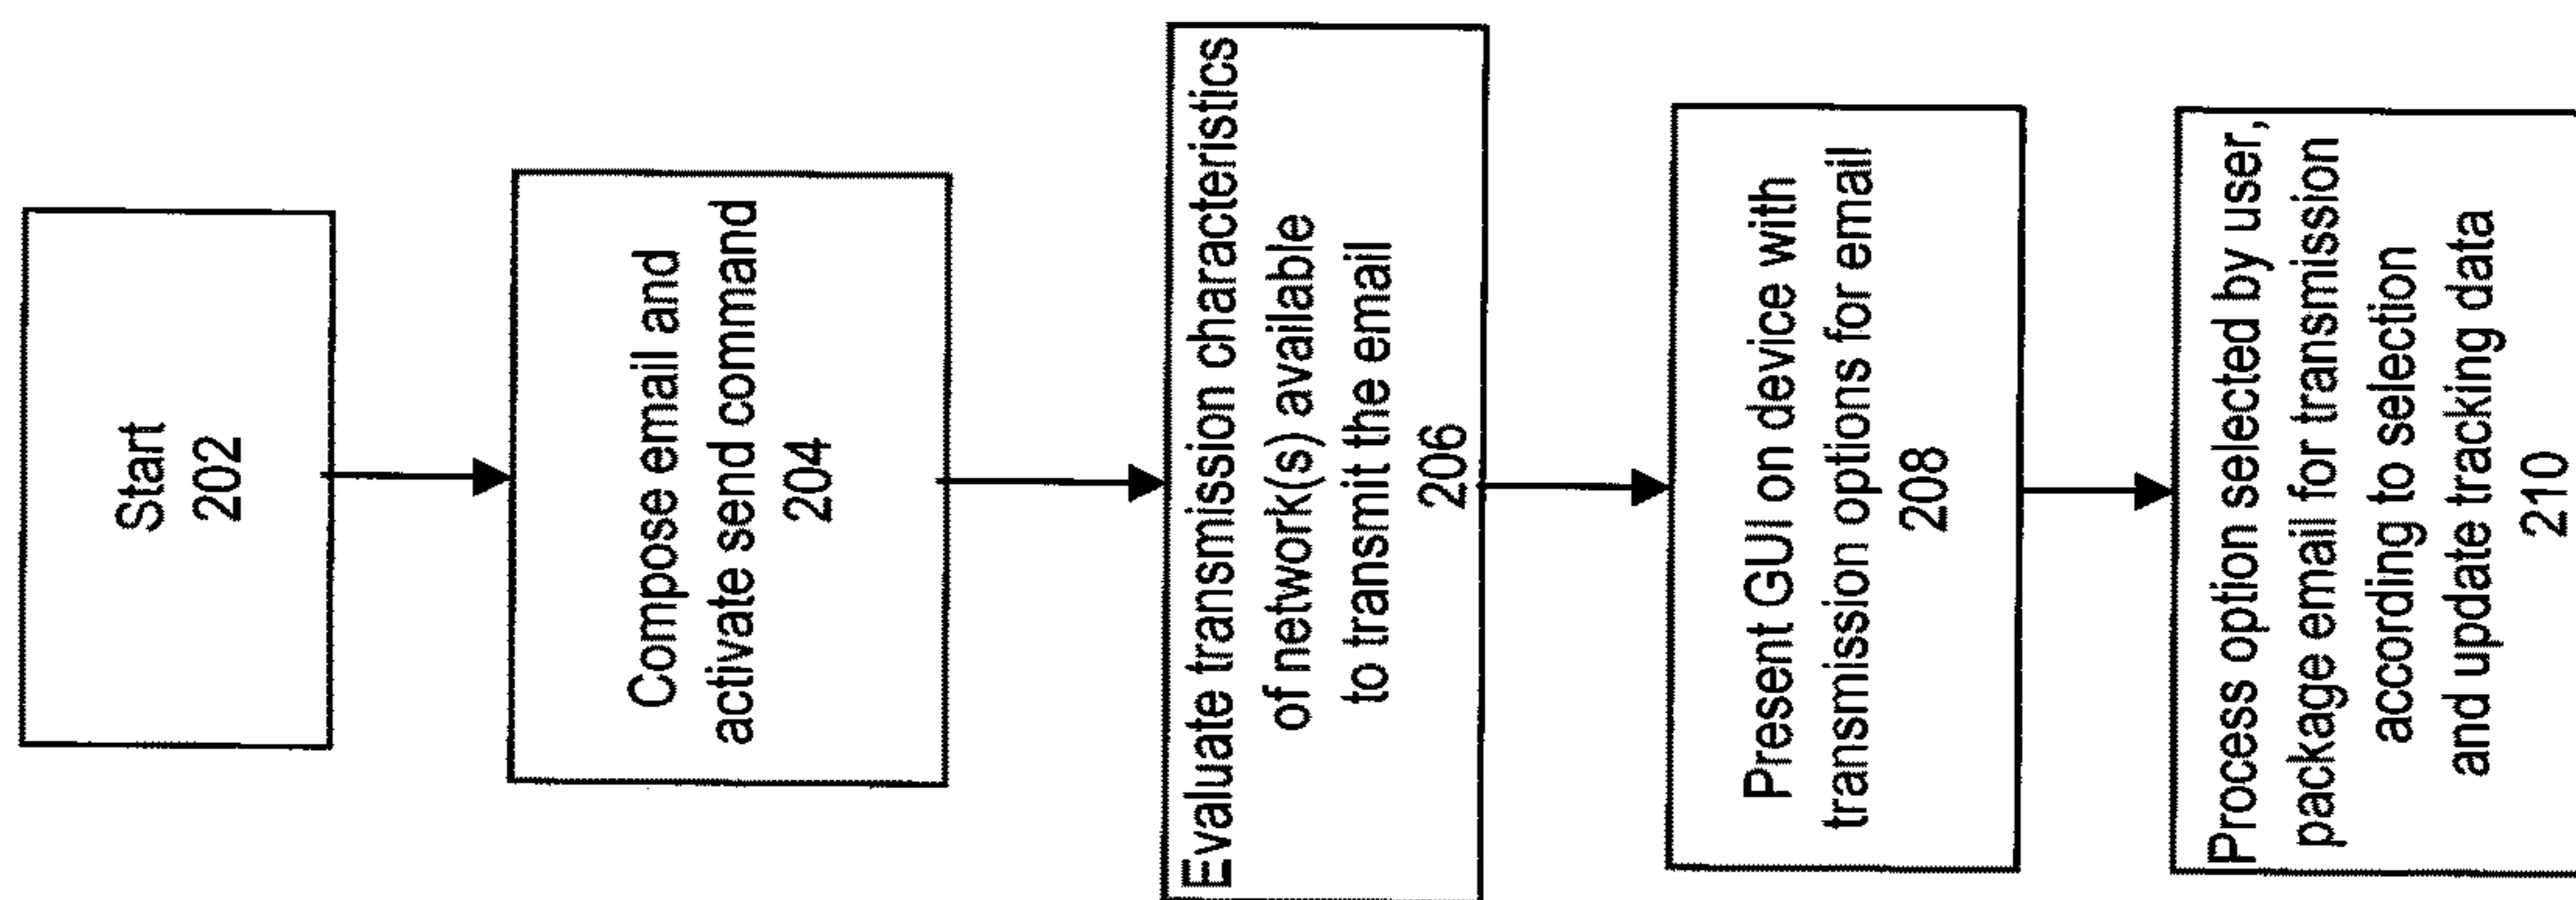 Start
202
Compose email and
activate send command
204
Evaluate transmission characteristics
of network(s) available
to transmit the email
206
Present GUI on device with
transmission options for email
208
Process option selected by user,
package email for transmission
according to selection
and update tracking data
210